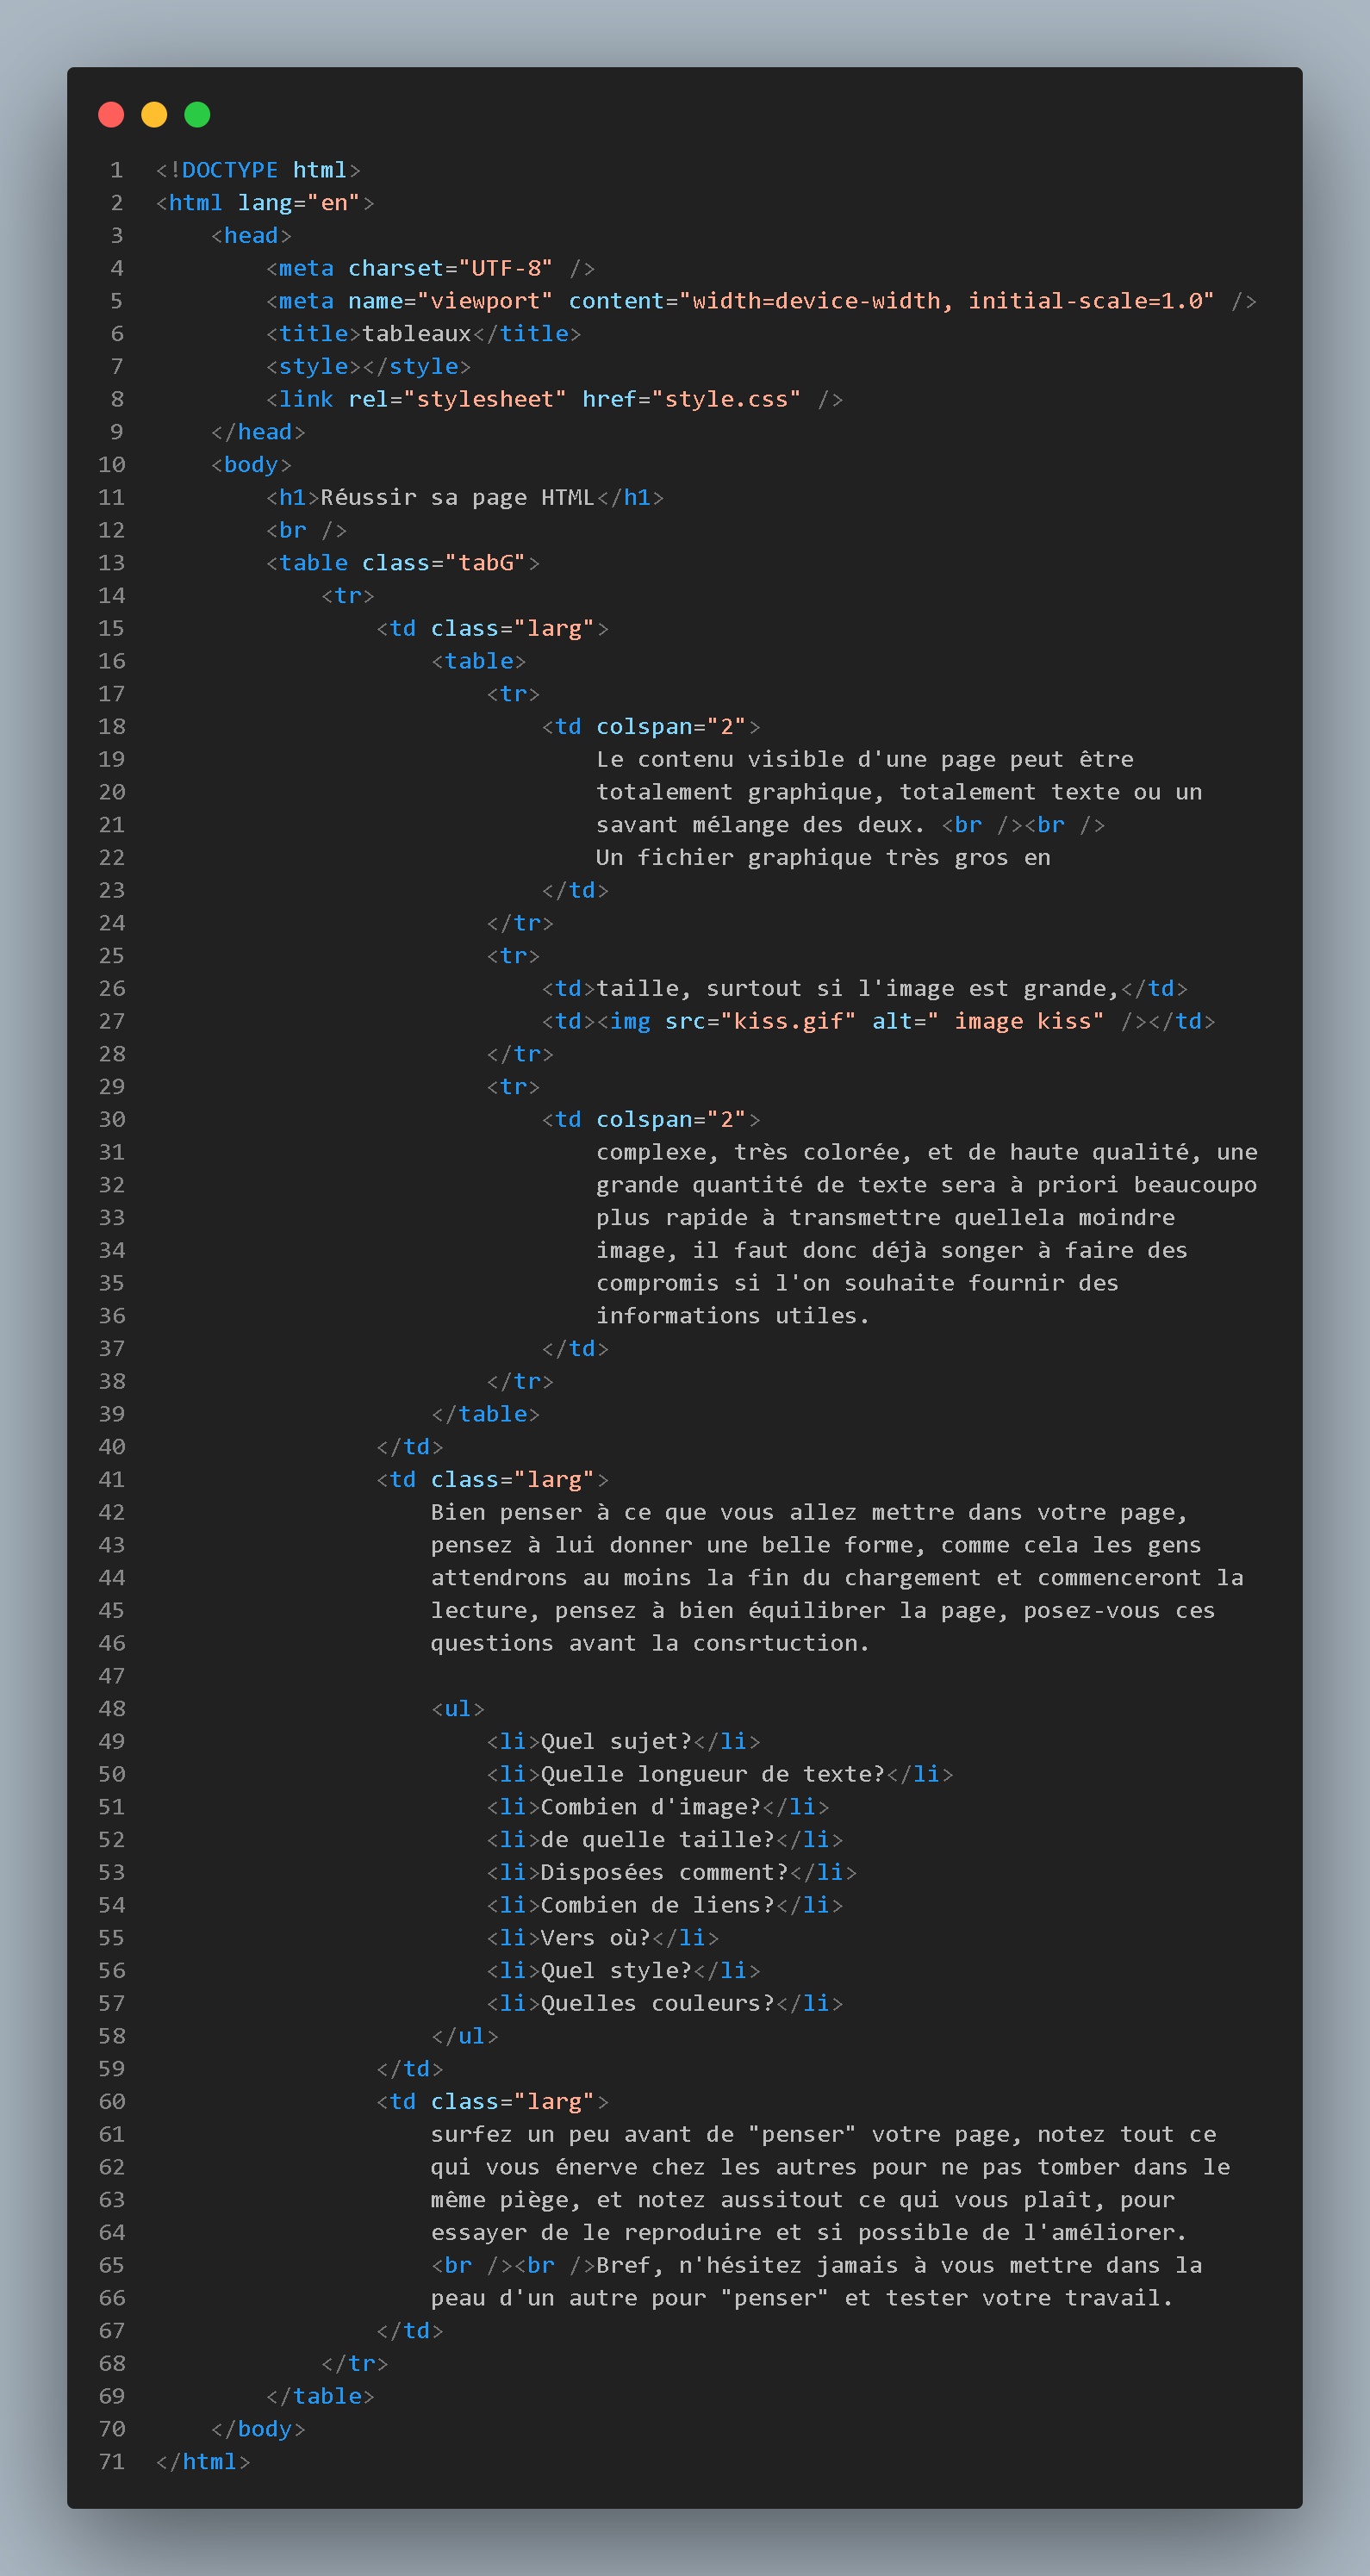 1 <!DOCTYPE html>
2 <html lang="en">
3 <head>
4 <meta charset="UTF-8" />
5 <meta name="viewport" content="width=device-width, initial-scale=1.0" />
6 <title>tableaux</title>
7 <style></style>
8 <link rel="stylesheet" href="style.css" />
9 </head>
10 <body>
11 <h1>Réussir sa page HTML</h1>
12 <br />
13 <table class="tabG">
14 <tr>
15 <td class="larg">
16 <table>
17 <tr>
18 <td colspan="2">
19 Le contenu visible d'une page peut être
20 totalement graphique, totalement texte ou un
21 savant mélange des deux. <br /><br />
22 Un fichier graphique très gros en
23 </td>
24 </tr>
25 <tr>
26 <td>taille, surtout si l'image est grande,</td>
27 <td><img src="kiss.gif" alt=" image kiss" /></td>
28 </tr>
29 <tr>
30 <td colspan="2">
31 complexe, très colorée, et de haute qualité, une
32 grande quantité de texte sera à priori beaucoupo
33 plus rapide à transmettre quellela moindre
34 image, il faut donc déjà songer à faire des
35 compromis si l'on souhaite fournir des
36 informations utiles.
37 </td>
38 </tr>
39 </table>
40 </td>
41 <td class="larg">
42 Bien penser à ce que vous allez mettre dans votre page,
43 pensez à lui donner une belle forme, comme cela les gens
44 attendrons au moins la fin du chargement et commenceront la
45 lecture, pensez à bien équilibrer la page, posez-vous ces
46 questions avant la consrtuction.
47
48 <ul>
49 <li>Quel sujet?</li>
50 <li>Quelle longueur de texte?</li>
51 <li>Combien d'image?</li>
52 <li>de quelle taille?</li>
53 <li>Disposées comment?</li>
54 <li>Combien de liens?</li>
55 <li>Vers où?</li>
56 <li>Quel style?</li>
57 <li>Quelles couleurs?</li>
58 </ul>
59 </td>
60 <td class="larg">
61 surfez un peu avant de "penser" votre page, notez tout ce
62 qui vous énerve chez les autres pour ne pas tomber dans le
63 même piège, et notez aussitout ce qui vous plaît, pour
64 essayer de le reproduire et si possible de l'améliorer.
65 <br /><br />Bref, n'hésitez jamais à vous mettre dans la
66 peau d'un autre pour "penser" et tester votre travail.
67 </td>
68 </tr>
69 </table>
70 </body>
71 </html>